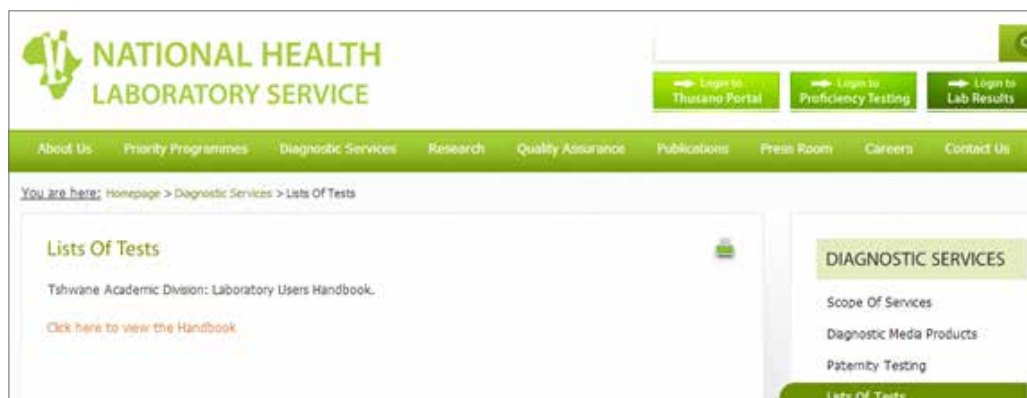 NATIONAL HEALTH
LABORATORY SERVICE
Login to
Thusano Portal
Login to
Proficiency Testing
Login to
Lab Results
About Us Priority Programmes Diagnostic Services Research Quality Assurance Publications Press Room Careers Contact Us
You are here: Homepage > Diagnostic Services > Lists Of Tests
Lists Of Tests
Tshwane Academic Division: Laboratory Users Handbook.
Click here to view the Handbook
DIAGNOSTIC SERVICES
Scope Of Services
Diagnostic Media Products
Paternity Testing
Lists Of Tests